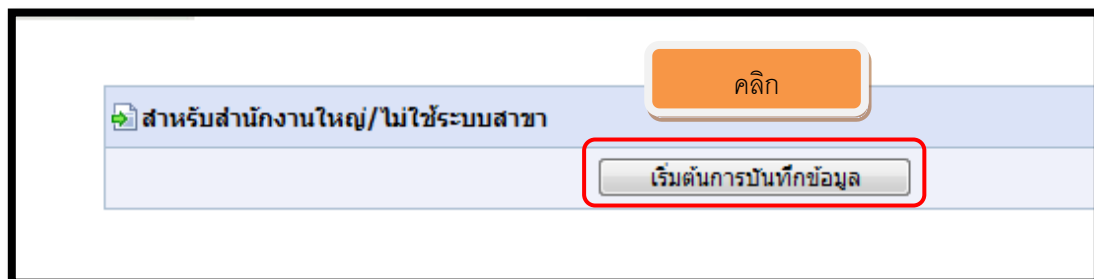 คลิก
สำหรับสำนักงานใหญ่/ไม่ใช้ระบบสาขา
เริ่มต้นการบันทึกข้อมูล